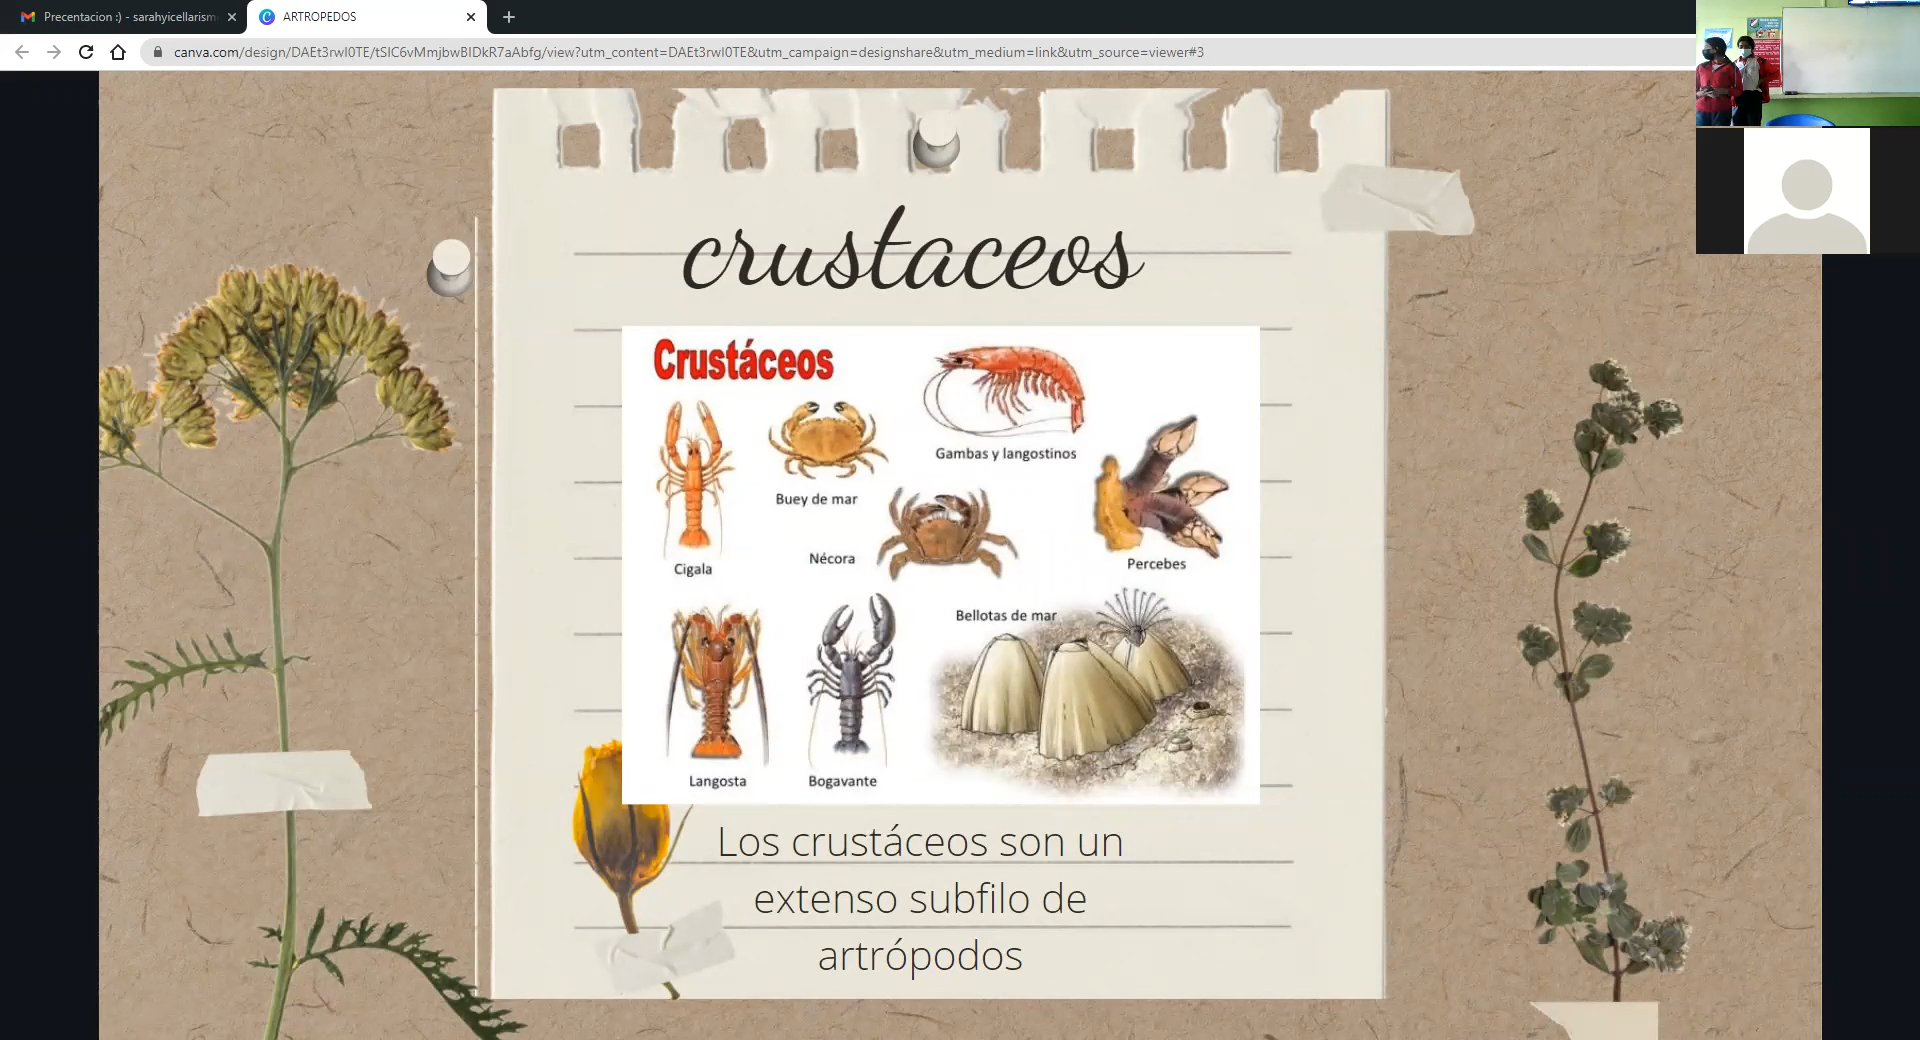 Precentacion :) - sarahyicellarism
ARTROPEDOS
canva.com/design/DAEt3rwI0TE/tSIC6vMmjbwBIDkR7aAbfg/view?utm_content=DAEt3rwI0TE&utm_campaign=designshare&utm_medium=link&utm_source=viewer#3
crustaceos
Crustáceos
Gambas y langostinos
Buey de mar
Nécora
Cigala
Percebes
Bellotas de mar
Langosta
Bogavante
Los crustáceos son un
extenso subfilo de
artrópodos